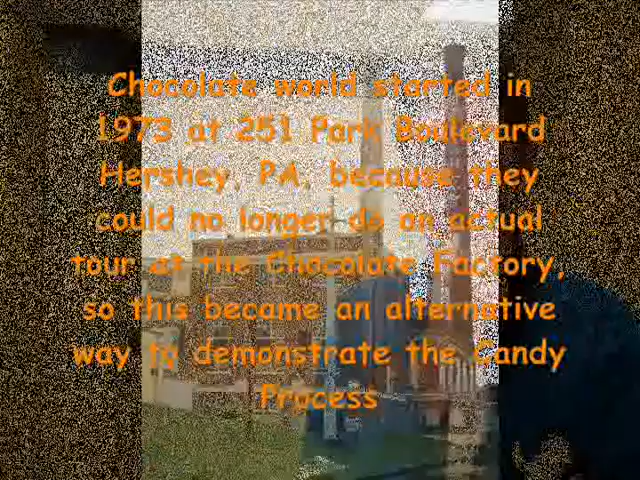 Chocolate world started in
1973 at 251 Park Boulevard
Hershey, PA, because they
could no longer do an actual
tour at the Chocolate Factory,
so this became an alternative
way to demonstrate the Candy
Process